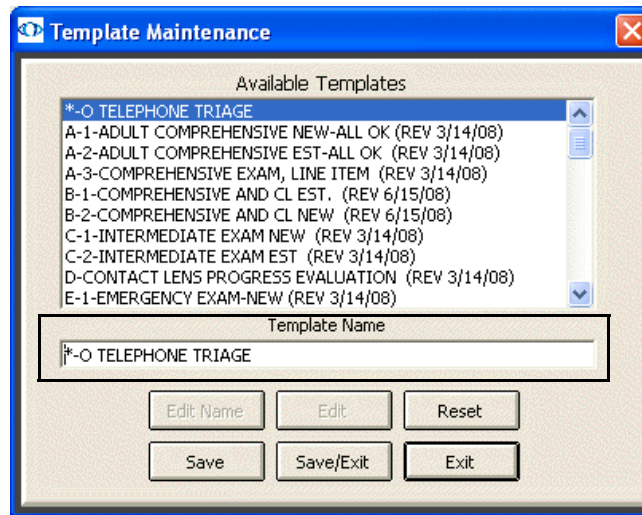 Template Maintenance
Available Templates
*-O TELEPHONE TRIAGE
A-1-ADULT COMPREHENSIVE NEW-ALL OK (REV 3/14/08)
A-2-ADULT COMPREHENSIVE EST-ALL OK  (REV 3/14/08)
A-3-COMPREHENSIVE EXAM, LINE ITEM  (REV 3/14/08)
B-1-COMPREHENSIVE AND CL EST.  (REV 6/15/08)
B-2-COMPREHENSIVE AND CL NEW  (REV 6/15/08)
C-1-INTERMEDIATE EXAM NEW  (REV 3/14/08)
C-2-INTERMEDIATE EXAM EST  (REV 3/14/08)
D-CONTACT LENS PROGRESS EVALUATION  (REV 3/14/08)
E-1-EMERGENCY EXAM-NEW (REV 3/14/08)
Template Name
*-O TELEPHONE TRIAGE
Edit Name Edit Reset
Save Save/Exit Exit